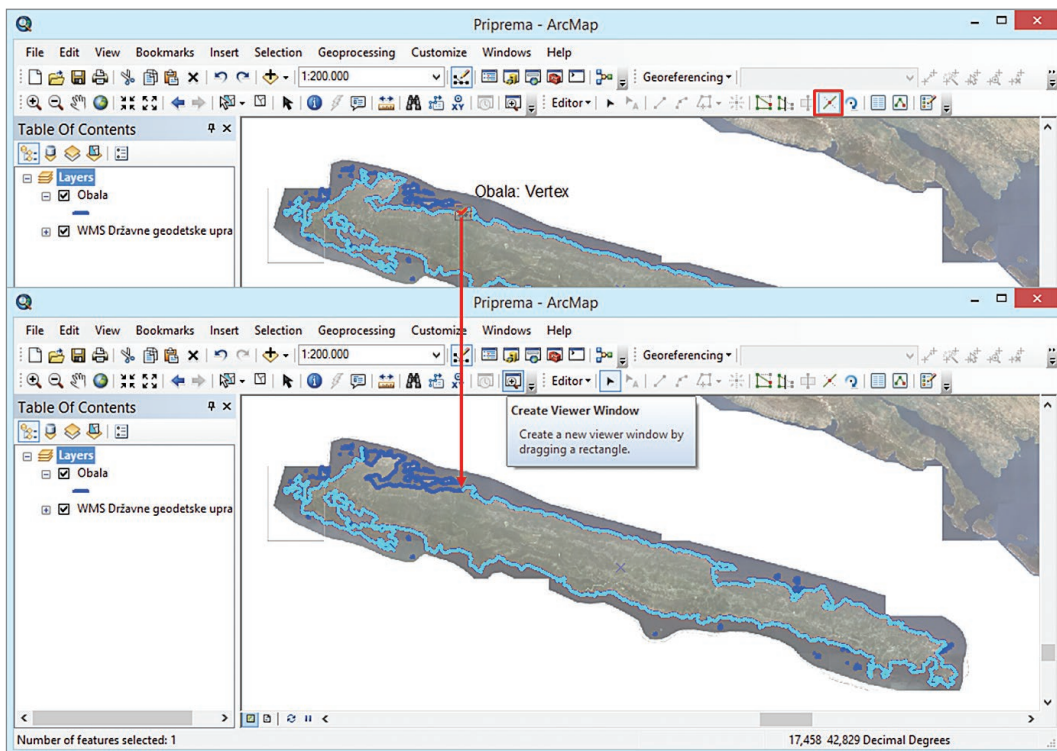 Priprema - ArcMap
File Edit View Bookmarks Insert Selection Geoprocessing Customize Windows Help
1:200.000 Georeferencing
Editor
Table Of Contents
Layers
Obala
WMS Državne geodetske upra
Obala: Vertex
Priprema - ArcMap
File Edit View Bookmarks Insert Selection Geoprocessing Customize Windows Help
1:200.000 Georeferencing
Editor
Table Of Contents
Layers
Obala
WMS Državne geodetske upra
Create Viewer Window
Create a new viewer window by
dragging a rectangle.
Number of features selected: 1
17,458 42,829 Decimal Degrees